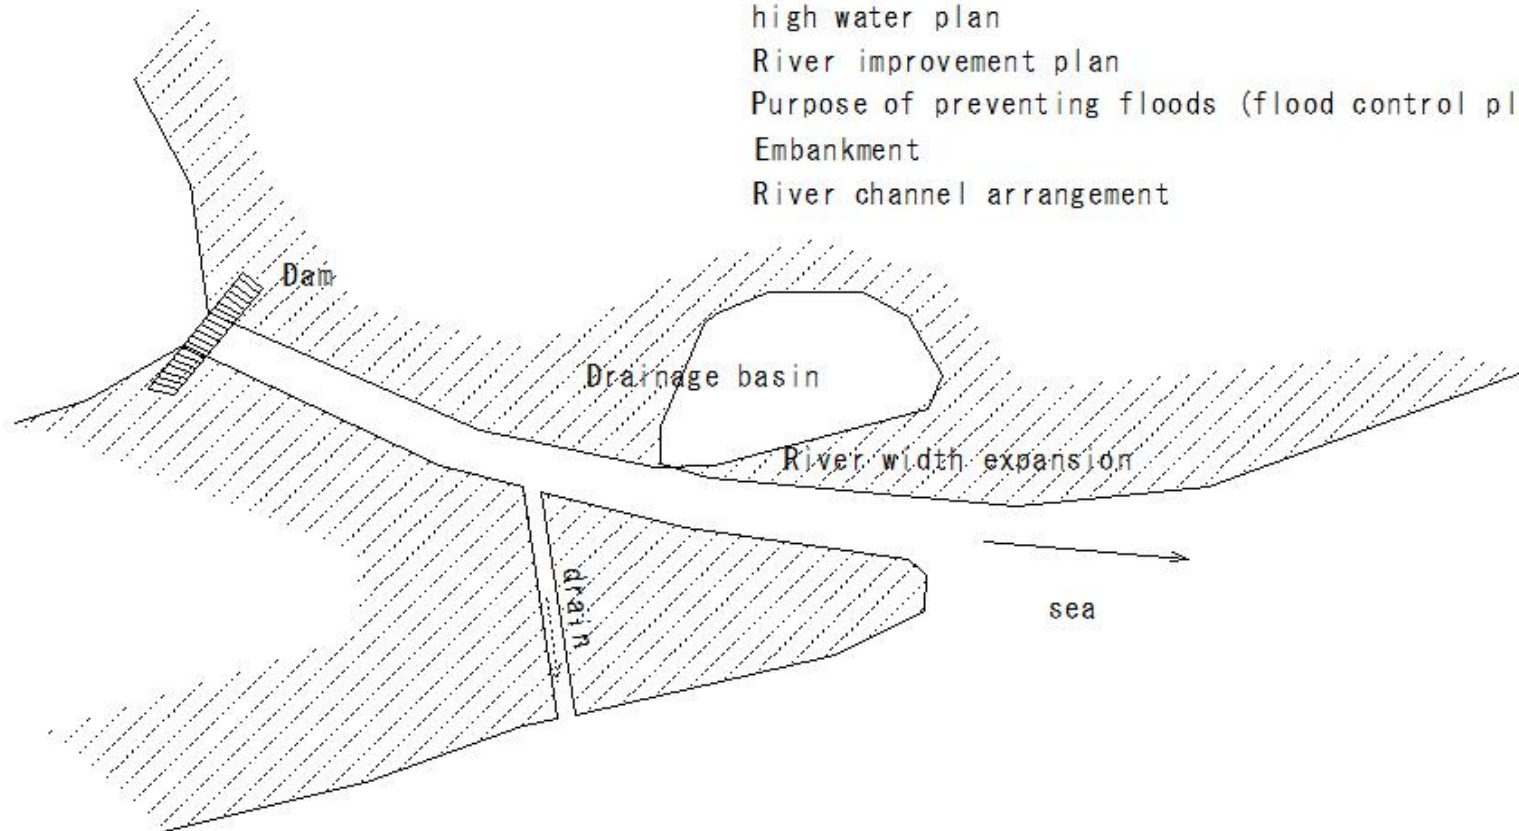 high water plan
River improvement plan
Purpose of preventing floods (flood control pl
Embankment
River channel arrangement
Dam
Drainage basin
River width expansion
drain
sea